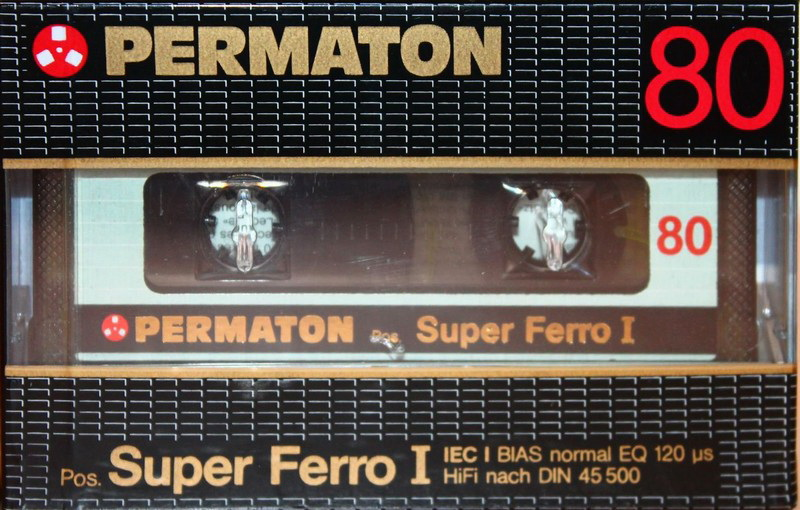 PERMATON 80
80
PERMATON Pos. Super Ferro I
Pos. Super Ferro I IEC I BIAS normal EQ 120 µs
HiFi nach DIN 45 500